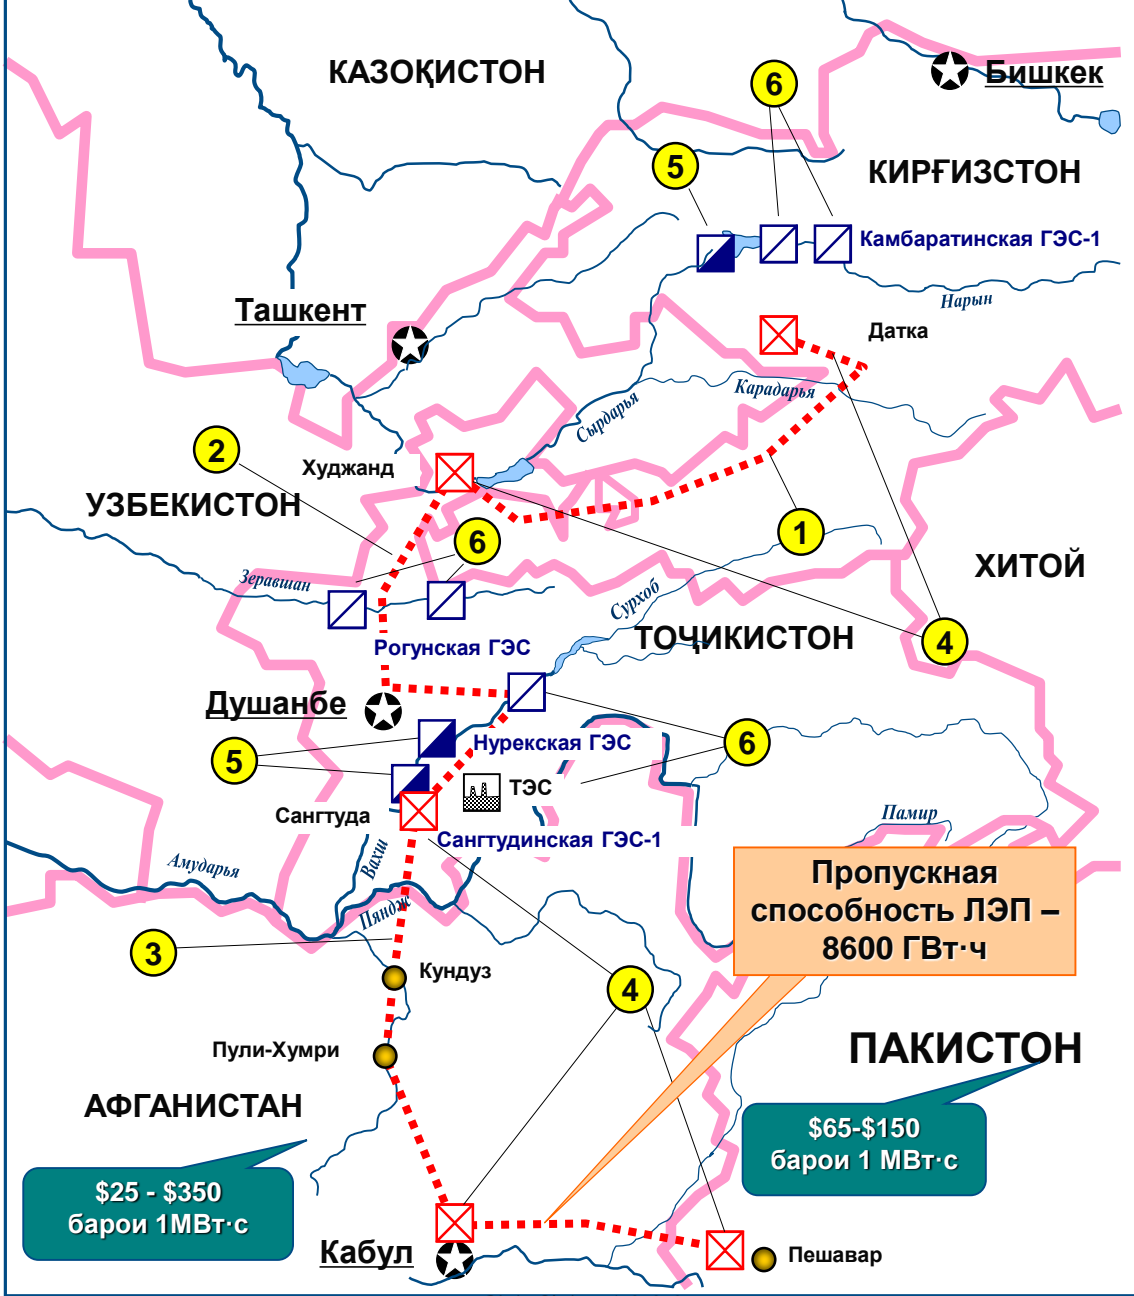 КАЗОҚИСТОН
Бишкек
6
5
КИРҒИЗСТОН
Камбаратинская ГЭС-1
Нарын
Ташкент
Датка
Карадарья
Сырдарья
2
Худжанд
УЗБЕКИСТОН
1
6
ХИТОЙ
Зеравшан
Сурхоб
ТОҶИКИСТОН
4
Рогунская ГЭС
Душанбе
Нурекская ГЭС
6
5
ТЭС
Сангтуда
Памир
Сангтудинская ГЭС-1
Вахш
Амударья
Пяндж
Пропускная
способность ЛЭП –
8600 ГВт·ч
3
Кундуз
4
Пули-Хумри
ПАКИСТОН
АФГАНИСТАН
$65-$150
барои 1 МВт·с
$25 - $350
барои 1МВт·с
Кабул
Пешавар